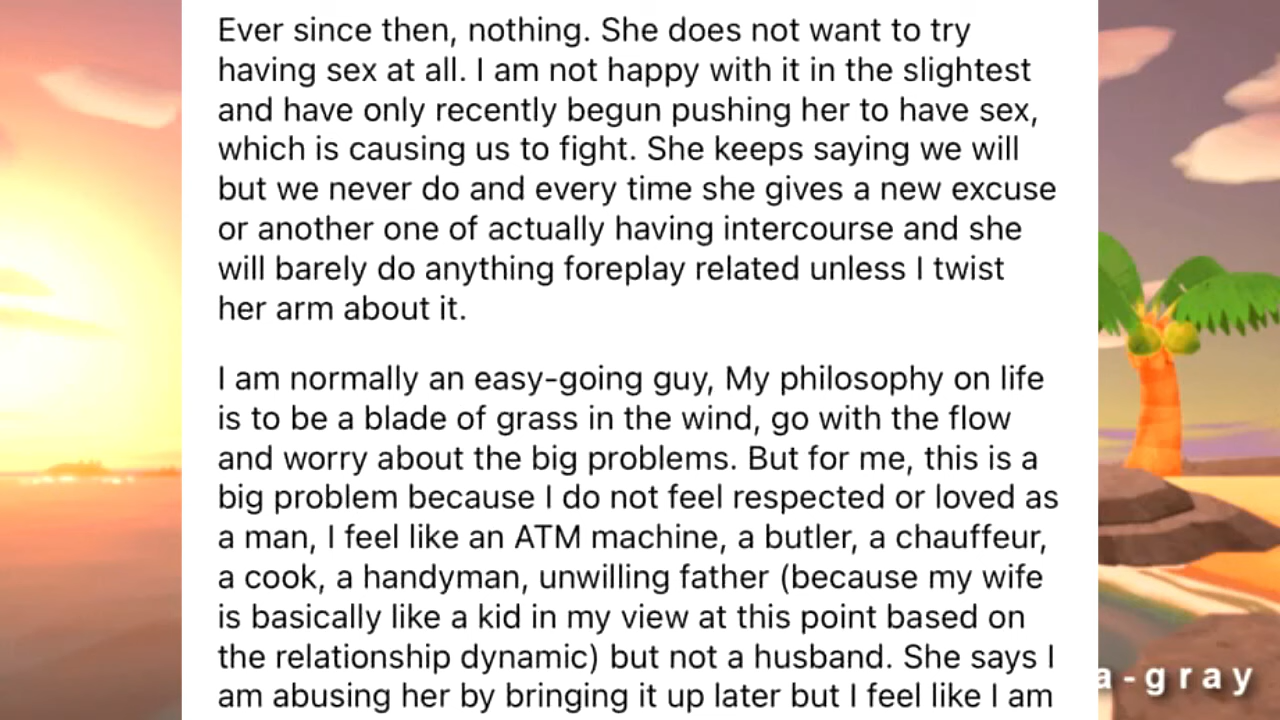 Ever since then, nothing. She does not want to try
having sex at all. I am not happy with it in the slightest
and have only recently begun pushing her to have sex,
which is causing us to fight. She keeps saying we will
but we never do and every time she gives a new excuse
or another one of actually having intercourse and she
will barely do anything foreplay related unless I twist
her arm about it.
I am normally an easy-going guy, My philosophy on life
is to be a blade of grass in the wind, go with the flow
and worry about the big problems. But for me, this is a
big problem because I do not feel respected or loved as
a man, I feel like an ATM machine, a butler, a chauffeur,
a cook, a handyman, unwilling father (because my wife
is basically like a kid in my view at this point based on
the relationship dynamic) but not a husband. She says I
am abusing her by bringing it up later but I feel like I am
a-gray